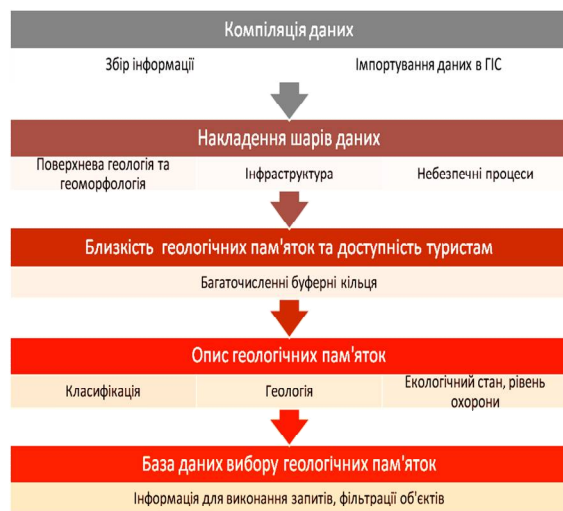 Компіляція даних
Збір інформації
Імпортування даних в ГІС
Накладення шарів даних
Поверхнева геологія та
геоморфологія
Інфраструктура
Небезпечні процеси
Близкість геологічних пам'яток та доступність туристам
Багаточисленні буферні кільця
Опис геологічних пам'яток
Класифікація
Геологія
Екологічний стан, рівень
охорони
База даних вибору геологічних пам'яток
Інформація для виконання запитів, фільтрації об'єктів